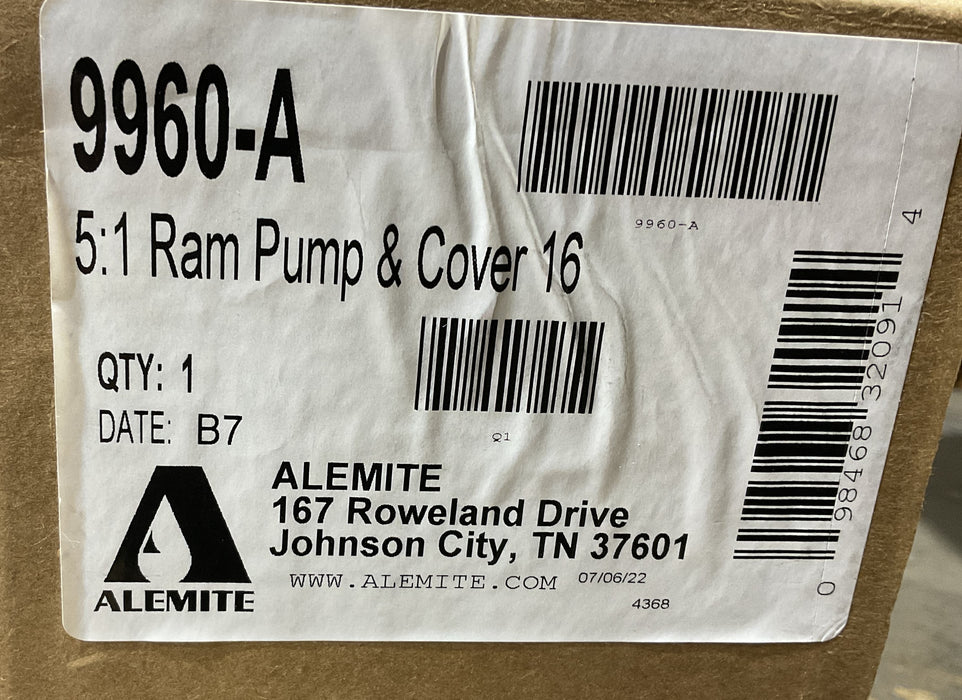 9960-A
9960-A
5:1 Ram Pump & Cover 16
QTY: 1
Q1
DATE: B7
ALEMITE
167 Roweland Drive
Johnson City, TN 37601
WWW.ALEMITE.COM 07/06/22
4368
ALEMITE
0 98468 32091 4